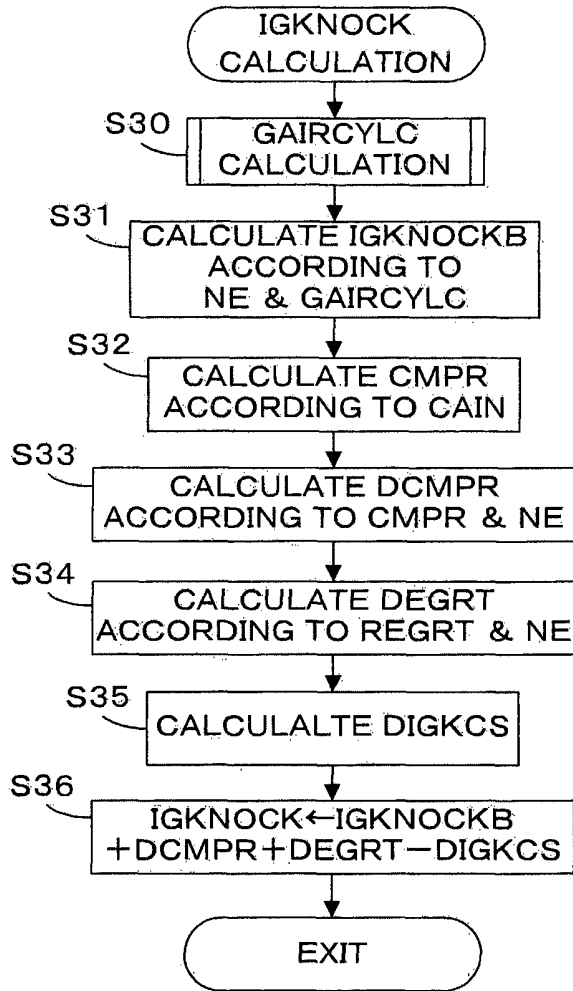 IGKNOCK
CALCULATION
S30
GAIRCYLC
CALCULATION
S31
CALCULATE IGKNOCKB
ACCORDING TO
NE & GAIRCYLC
S32
CALCULATE CMPR
ACCORDING TO CAIN
S33
CALCULATE DCMPR
ACCORDING TO CMPR & NE
S34
CALCULATE DEGRT
ACCORDING TO REGRT & NE
S35
CALCULALTE DIGKCS
S36
IGKNOCK←IGKNOCKB
+DCMPR+DEGRT−DIGKCS
EXIT